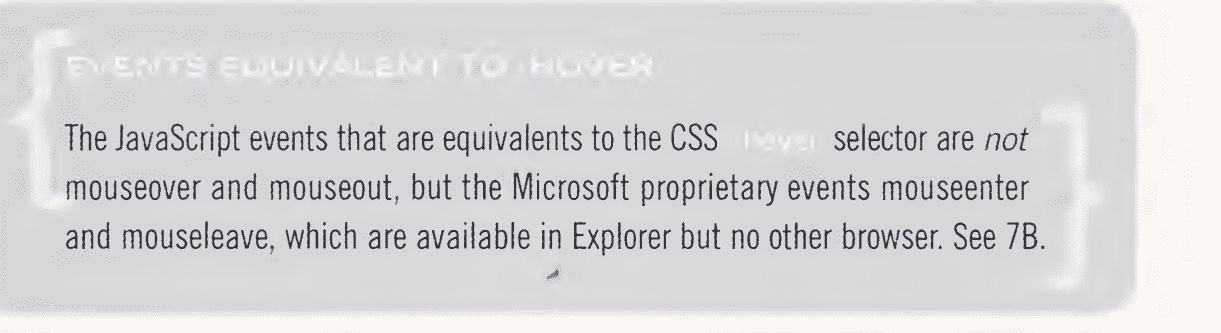 EVENTS EQUIVALENT TO :HOVER
The JavaScript events that are equivalents to the CSS :hover selector are not
mouseover and mouseout, but the Microsoft proprietary events mouseenter
and mouseleave, which are available in Explorer but no other browser. See 7B.